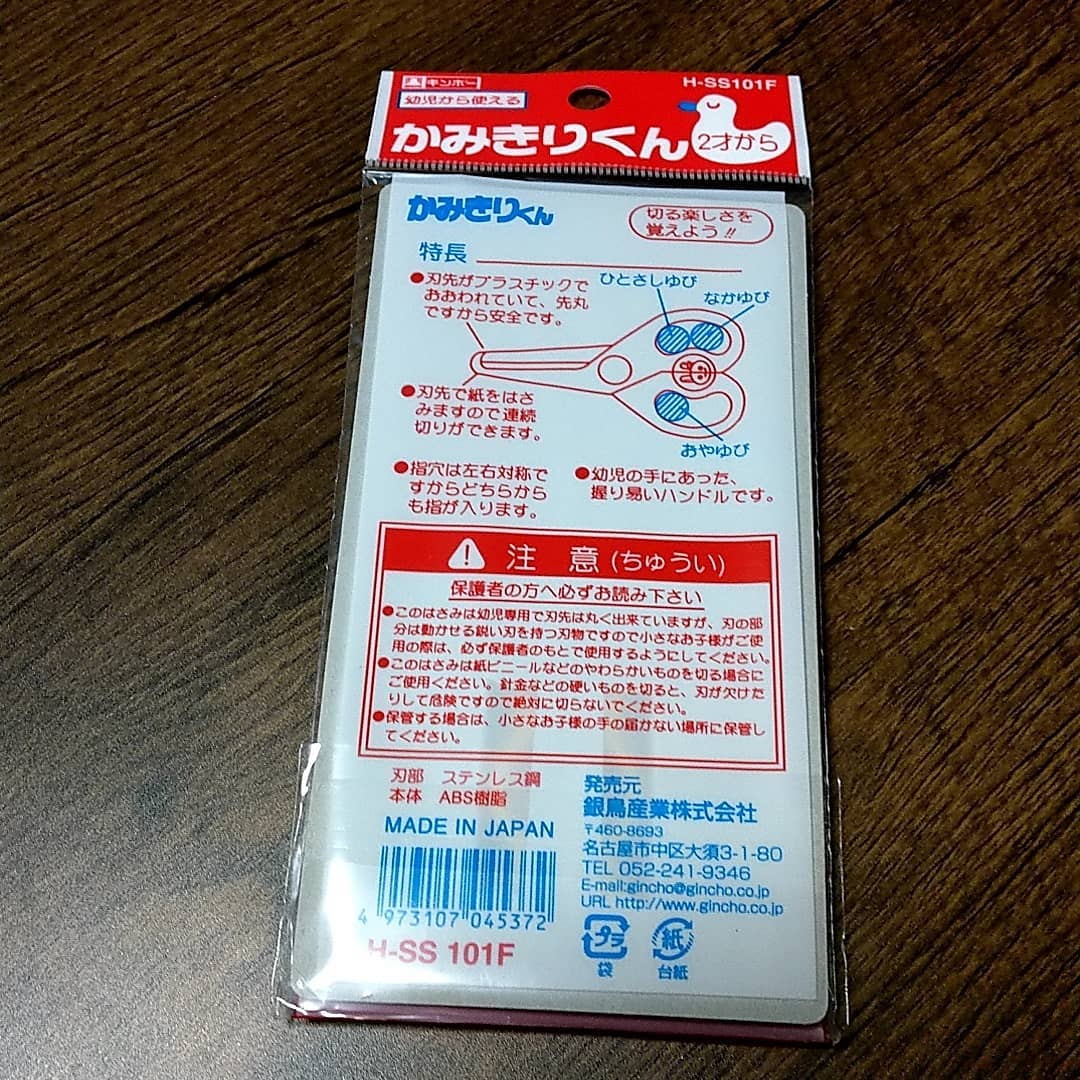 ギンポー
H-SS101F
幼児から使える
かみきりくん
2才から
かみきりくん
切る楽しさを
覚えよう!!
特長
●刃先がプラスチックで
おおわれていて、先丸
ですから安全です。
ひとさしゆび
なかゆび
おやゆび
●刃先で紙をはさ
みますので連続
切りができます。
●指穴は左右対称で
すからどちらから
も指が入ります。
●幼児の手にあった、
握り易いハンドルです。
注意(ちゅうい)
保護者の方へ必ずお読み下さい
●このはさみは幼児専用で刃先は丸く出来ていますが、刃の部
分は動かせる鋭い刃を持つ刃物ですので小さなお子様がご使
用の際は、必ず保護者のもとで使用するようにしてください。
●このはさみは紙ビニールなどのやわらかいものを切る場合に
ご使用ください。針金などの硬いものを切ると、刃が欠けた
りして危険ですので絶対に切らないでください。
●保管する場合は、小さなお子様の手の届かない場所に保管し
てください。
刃部 ステンレス鋼
本体 ABS樹脂
MADE IN JAPAN
4 973107 045372
H-SS 101F
発売元
銀鳥産業株式会社
〒460-8693
名古屋市中区大須3-1-80
TEL 052-241-9346
E-mail:gincho@gincho.co.jp
URL http://www.gincho.co.jp
プラ
袋
紙
台紙